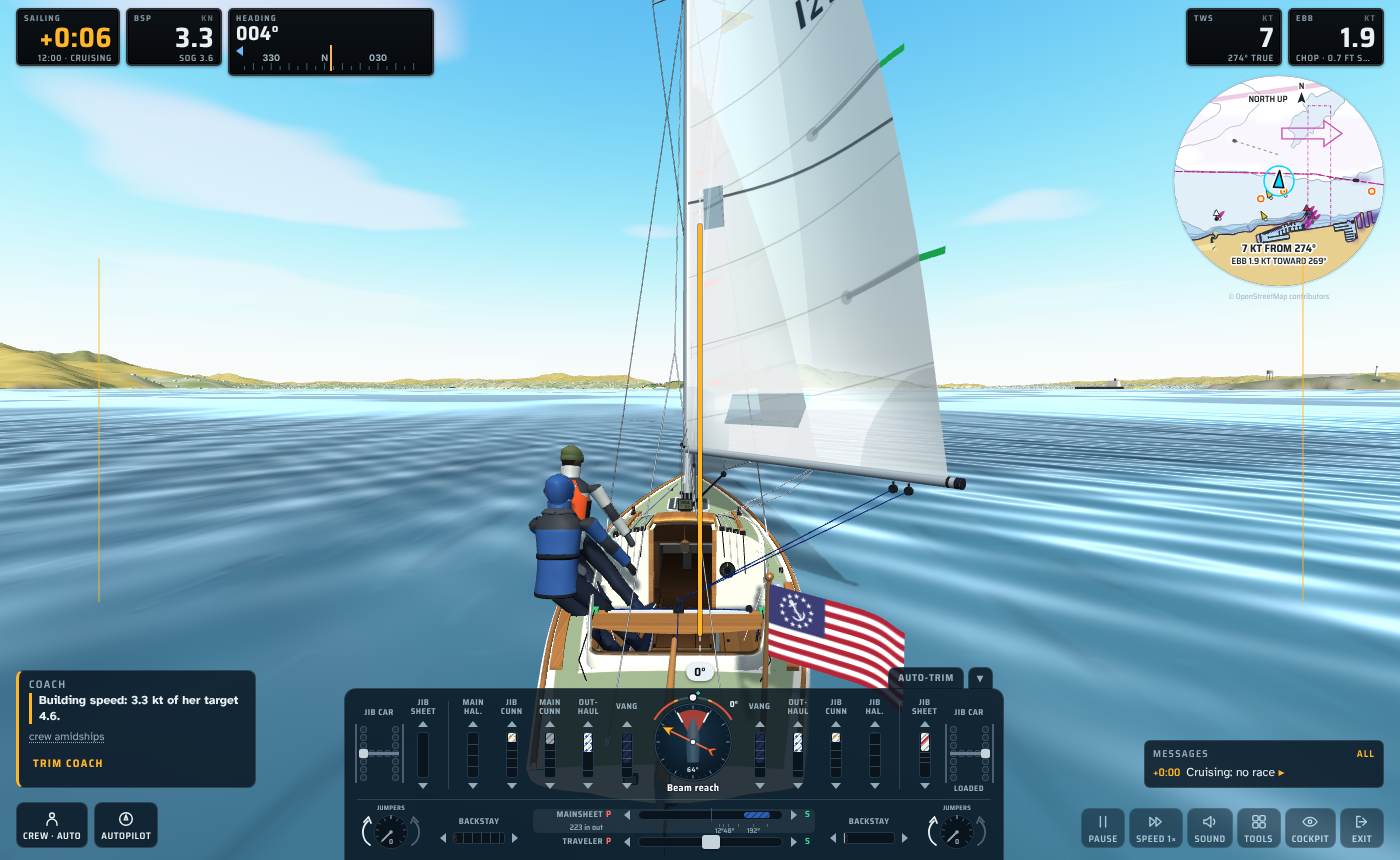 SAILING
+0:06
12:00 · CRUISING
BSP KN
3.3
SOG 3.6
HEADING
004°
330 N 030
TWS KT
7
274° TRUE
EBB KT
1.9
CHOP · 0.7 FT S...
N
NORTH UP
7 KT FROM 274°
EBB 1.9 KT TOWARD 269°
© OpenStreetMap contributors
COACH
Building speed: 3.3 kt of her target
4.6.
crew amidships
TRIM COACH
CREW · AUTO
AUTOPILOT
0°
AUTO-TRIM
JIB CAR
JIB SHEET
MAIN HAL.
JIB CUNN
MAIN CUNN
OUT-HAUL
VANG
0°
64°
Beam reach
VANG
OUT-HAUL
JIB CUNN
JIB HAL.
JIB SHEET
JIB CAR
LOADED
JUMPERS
0
BACKSTAY
MAINSHEET P S
223 in out
12°48" 192"
TRAVELER P S
BACKSTAY
JUMPERS
0
MESSAGES ALL
+0:00 Cruising: no race ▸
PAUSE
SPEED 1×
SOUND
TOOLS
COCKPIT
EXIT